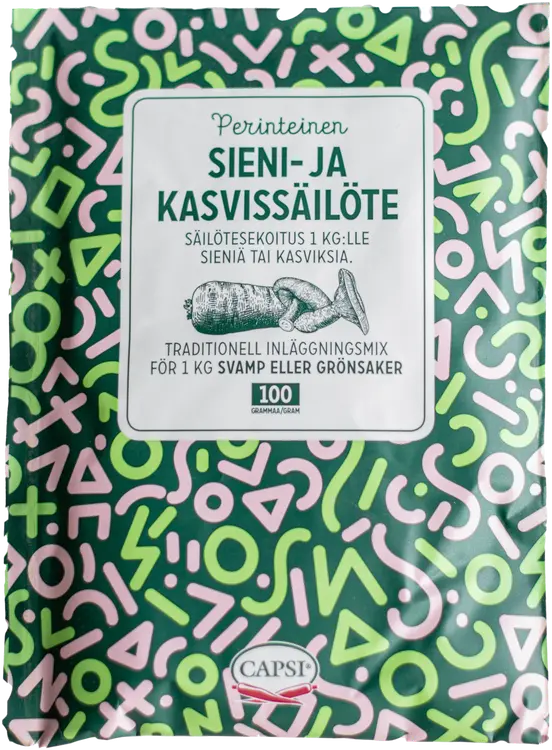 Perinteinen
SIENI- JA
KASVISSÄILÖTE
SÄILÖTESEKOITUS 1 KG:LLE
SIENIÄ TAI KASVIKSIA.
TRADITIONELL INLÄGGNINGSMIX
FÖR 1 KG SVAMP ELLER GRÖNSAKER
100
GRAMMAA/GRAM
CAPSI®